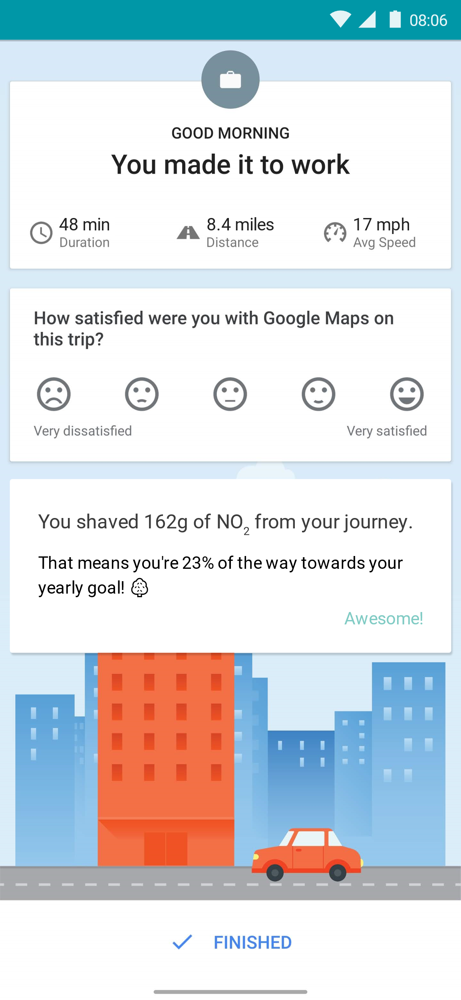 08:06
GOOD MORNING
You made it to work
48 min
Duration
8.4 miles
Distance
17 mph
Avg Speed
How satisfied were you with Google Maps on
this trip?
Very dissatisfied
Very satisfied
You shaved 162g of NO₂ from your journey.
That means you're 23% of the way towards your
yearly goal!
Awesome!
FINISHED